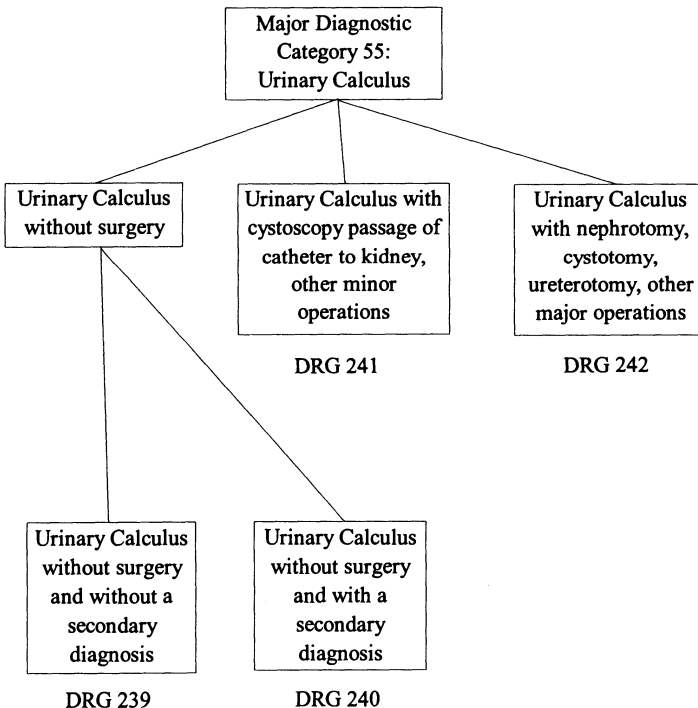 Major Diagnostic
Category 55:
Urinary Calculus
Urinary Calculus
without surgery
Urinary Calculus with
cystoscopy passage of
catheter to kidney,
other minor
operations
DRG 241
Urinary Calculus
with nephrotomy,
cystotomy,
ureterotomy, other
major operations
DRG 242
Urinary Calculus
without surgery
and without a
secondary
diagnosis
DRG 239
Urinary Calculus
without surgery
and with a
secondary
diagnosis
DRG 240